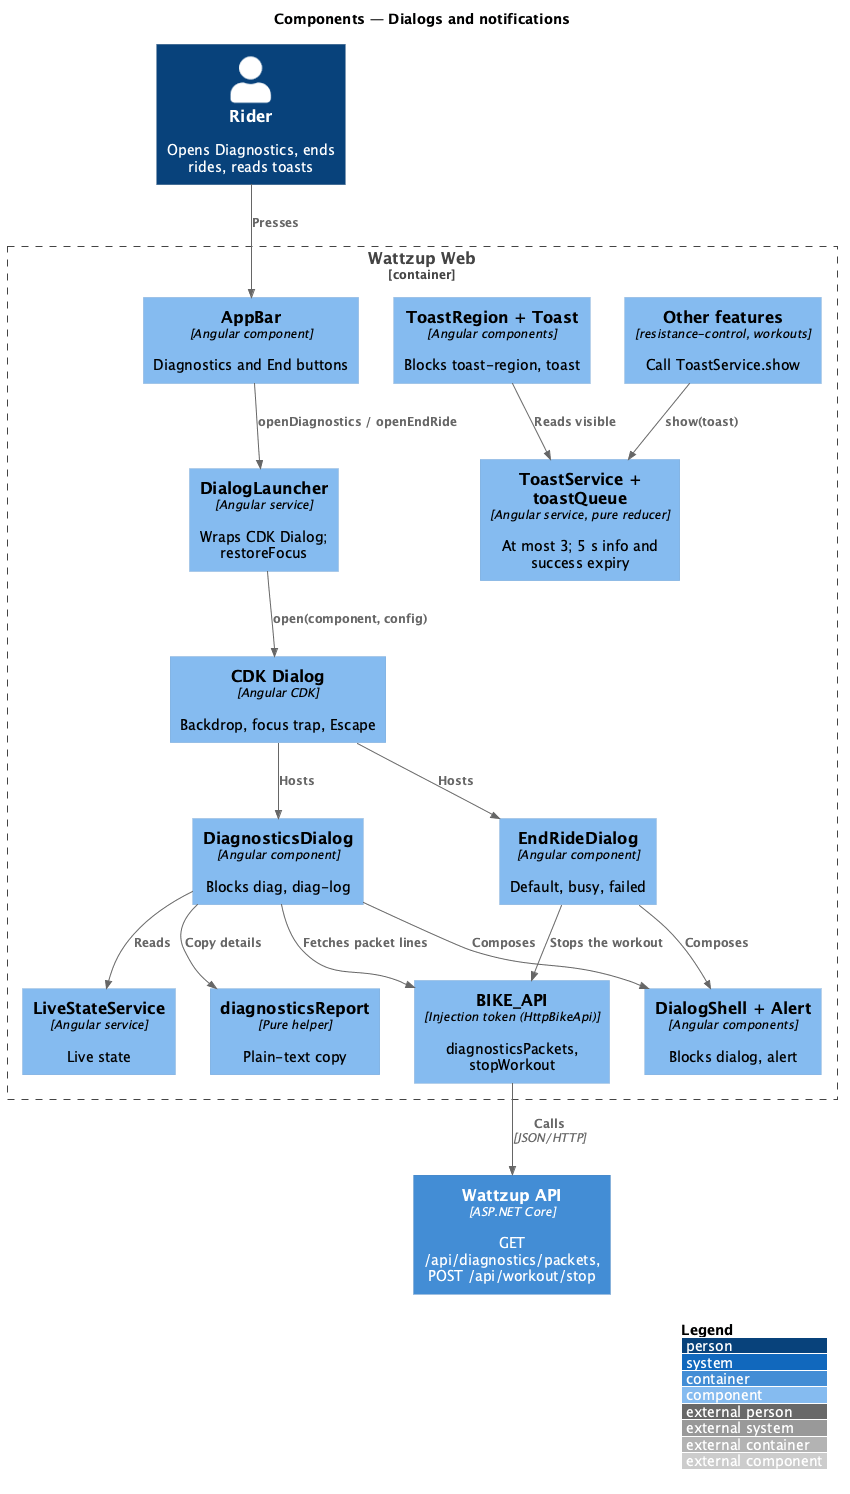 Components — Dialogs and notifications
Rider
Opens Diagnostics, ends
rides, reads toasts
Presses
Wattzup Web
[container]
AppBar
[Angular component]
Diagnostics and End buttons
ToastRegion + Toast
[Angular components]
Blocks toast-region, toast
Other features
[resistance-control, workouts]
Call ToastService.show
openDiagnostics / openEndRide
Reads visible
show(toast)
DialogLauncher
[Angular service]
Wraps CDK Dialog;
restoreFocus
ToastService +
toastQueue
[Angular service, pure reducer]
At most 3; 5 s info and
success expiry
open(component, config)
CDK Dialog
[Angular CDK]
Backdrop, focus trap, Escape
Hosts
Hosts
DiagnosticsDialog
[Angular component]
Blocks diag, diag-log
EndRideDialog
[Angular component]
Default, busy, failed
Reads
Copy details
Fetches packet lines
Composes
Stops the workout
Composes
LiveStateService
[Angular service]
Live state
diagnosticsReport
[Pure helper]
Plain-text copy
BIKE_API
[Injection token (HttpBikeApi)]
diagnosticsPackets,
stopWorkout
DialogShell + Alert
[Angular components]
Blocks dialog, alert
Calls
[JSON/HTTP]
Wattzup API
[ASP.NET Core]
GET
/api/diagnostics/packets,
POST /api/workout/stop
Legend
person
system
container
component
external person
external system
external container
external component